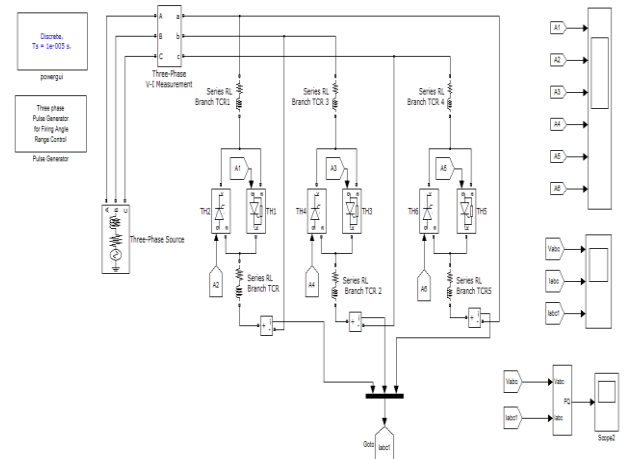 Discrete,
Ts = 1e-005 s.
powergui
Three phase
Pulse Generator
for Firing Angle
Range Control
Pulse Generator
A
B
C
a
b
c
Three-Phase
V-I Measurement
A
B
C
Three-Phase Source
Series RL
Branch TCR1
Series RL
Branch TCR 3
Series RL
Branch TCR 4
A1
A3
A5
TH2
TH1
TH4
TH3
TH6
TH5
A2
A4
A6
Series RL
Branch TCR
Series RL
Branch TCR 2
Series RL
Branch TCR5
+
-
i
+
-
i
+
-
i
Goto
Iabc1
A1
A2
A3
A4
A5
A6
Vabc
Iabc
Iabc1
Vabc
Iabc1
Vabc
Iabc
PQ
Scope2